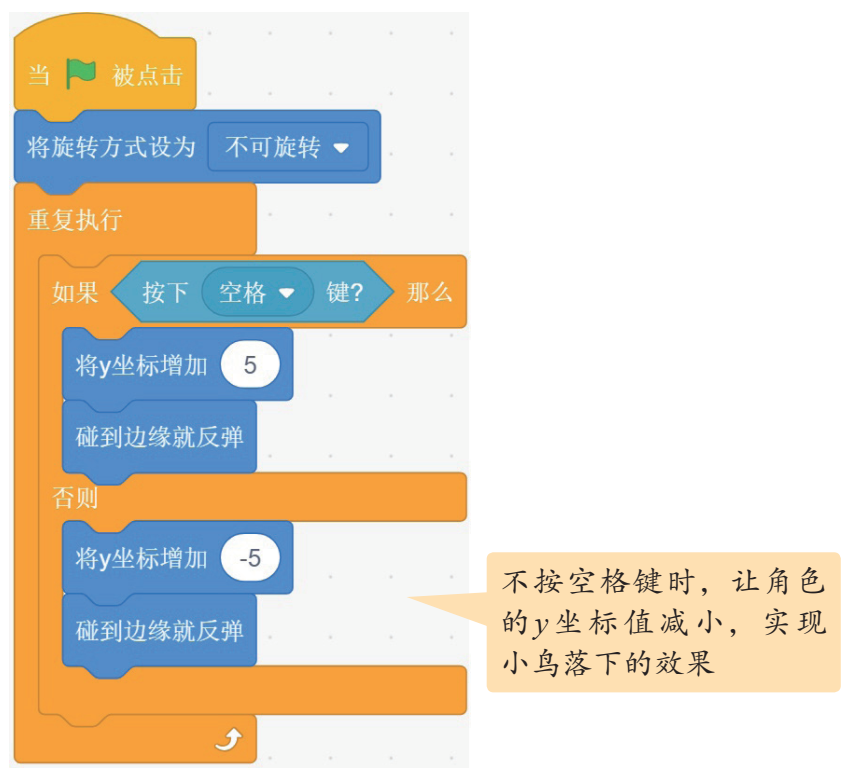 当 被点击
将旋转方式设为 不可旋转
重复执行
如果 按下 空格 键? 那么
将y坐标增加 5
碰到边缘就反弹
否则
将y坐标增加 -5
碰到边缘就反弹
不按空格键时，让角色
的y坐标值减小，实现
小鸟落下的效果